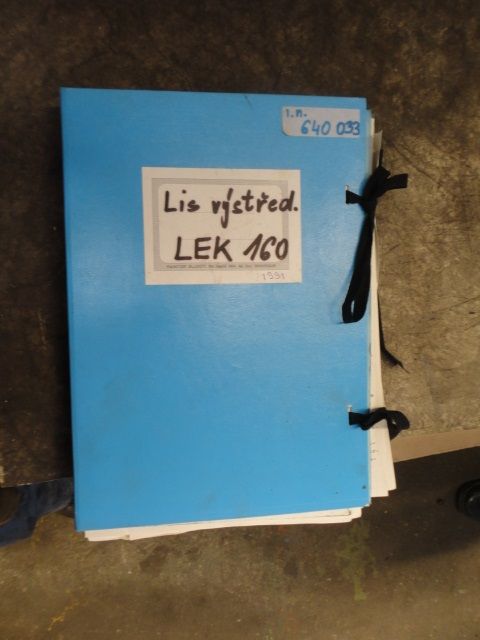 i.n.
640 033
Lis výstřed.
LEK 160
1991